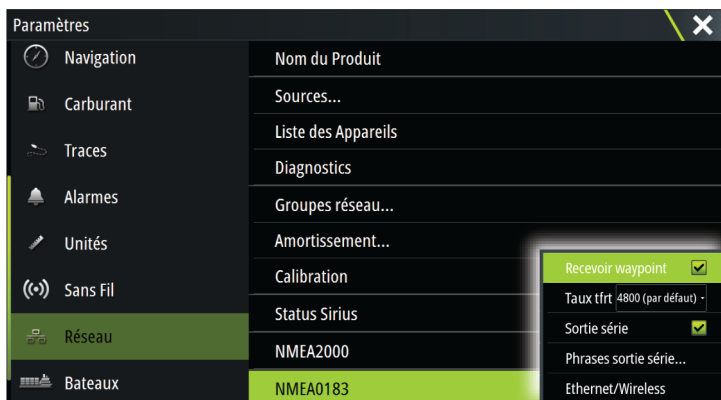 Paramètres
Navigation
Carburant
Traces
Alarmes
Unités
Sans Fil
Réseau
Bateaux
Nom du Produit
Sources...
Liste des Appareils
Diagnostics
Groupes réseau...
Amortissement...
Calibration
Status Sirius
NMEA2000
NMEA0183
Recevoir waypoint
Taux tfrt 4800 (par défaut)
Sortie série
Phrases sortie série...
Ethernet/Wireless